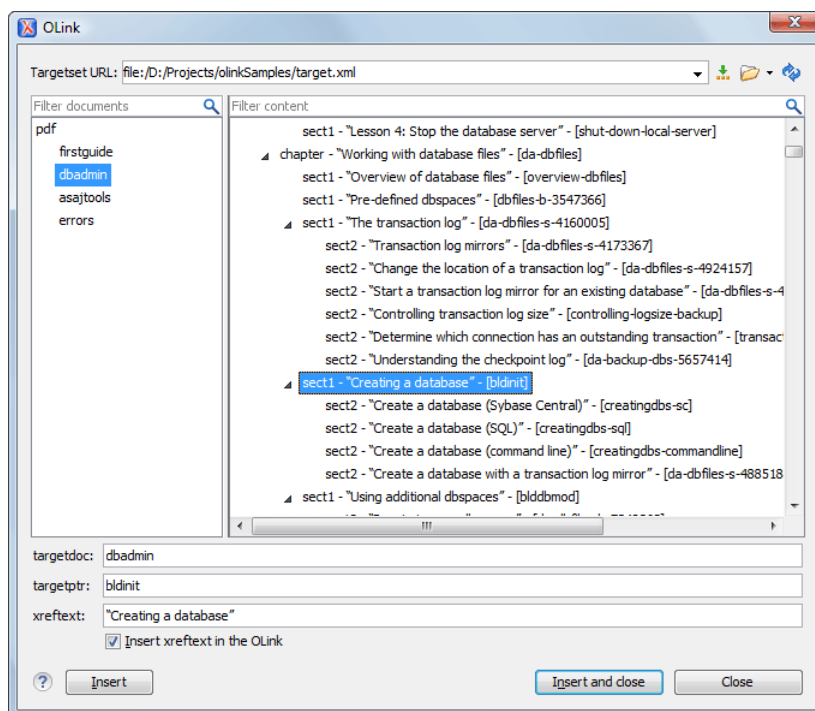 OLink
Targetset URL: file:/D:/Projects/olinkSamples/target.xml
Filter documents
Filter content
pdf
firstguide
dbadmin
asajtools
errors
sect1 - "Lesson 4: Stop the database server" - [shut-down-local-server]
chapter - "Working with database files" - [da-dbfiles]
sect1 - "Overview of database files" - [overview-dbfiles]
sect1 - "Pre-defined dbspaces" - [dbfiles-b-3547366]
sect1 - "The transaction log" - [da-dbfiles-s-4160005]
sect2 - "Transaction log mirrors" - [da-dbfiles-s-4173367]
sect2 - "Change the location of a transaction log" - [da-dbfiles-s-4924157]
sect2 - "Start a transaction log mirror for an existing database" - [da-dbfiles-s-4
sect2 - "Controlling transaction log size" - [controlling-logsize-backup]
sect2 - "Determine which connection has an outstanding transaction" - [transac
sect2 - "Understanding the checkpoint log" - [da-backup-dbs-5657414]
sect1 - "Creating a database" - [bldinit]
sect2 - "Create a database (Sybase Central)" - [creatingdbs-sc]
sect2 - "Create a database (SQL)" - [creatingdbs-sql]
sect2 - "Create a database (command line)" - [creatingdbs-commandline]
sect2 - "Create a database with a transaction log mirror" - [da-dbfiles-s-488518
sect1 - "Using additional dbspaces" - [blddbmod]
targetdoc: dbadmin
targetptr: bldinit
xreftext: "Creating a database"
Insert xreftext in the OLink
Insert
Insert and close
Close